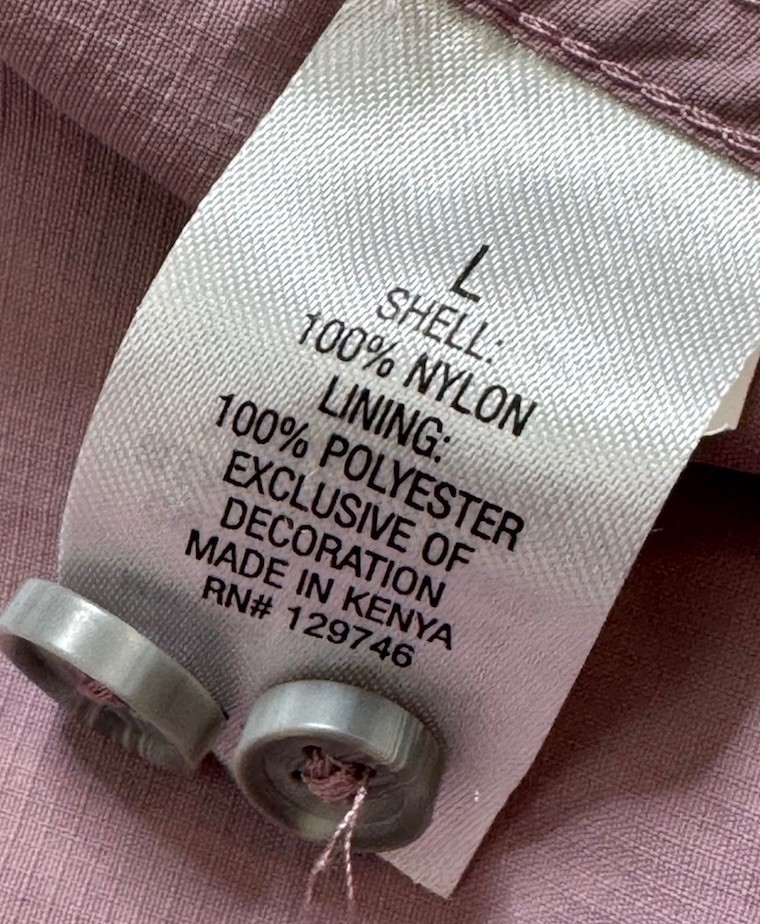 L
SHELL:
100% NYLON
LINING:
100% POLYESTER
EXCLUSIVE OF
DECORATION
MADE IN KENYA
RN# 129746